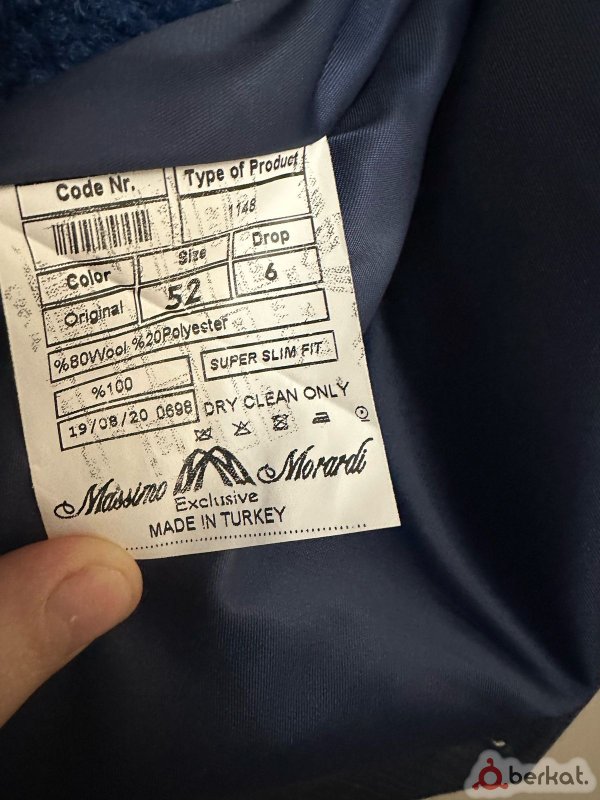 Code Nr.
Type of Product
1148
Color
Size
Drop
Original
52
6
%80Wool %20Polyester
%100
SUPER SLIM FIT
19/08/20 0698
DRY CLEAN ONLY
Massimo Morardi
Exclusive
MADE IN TURKEY
berkat.